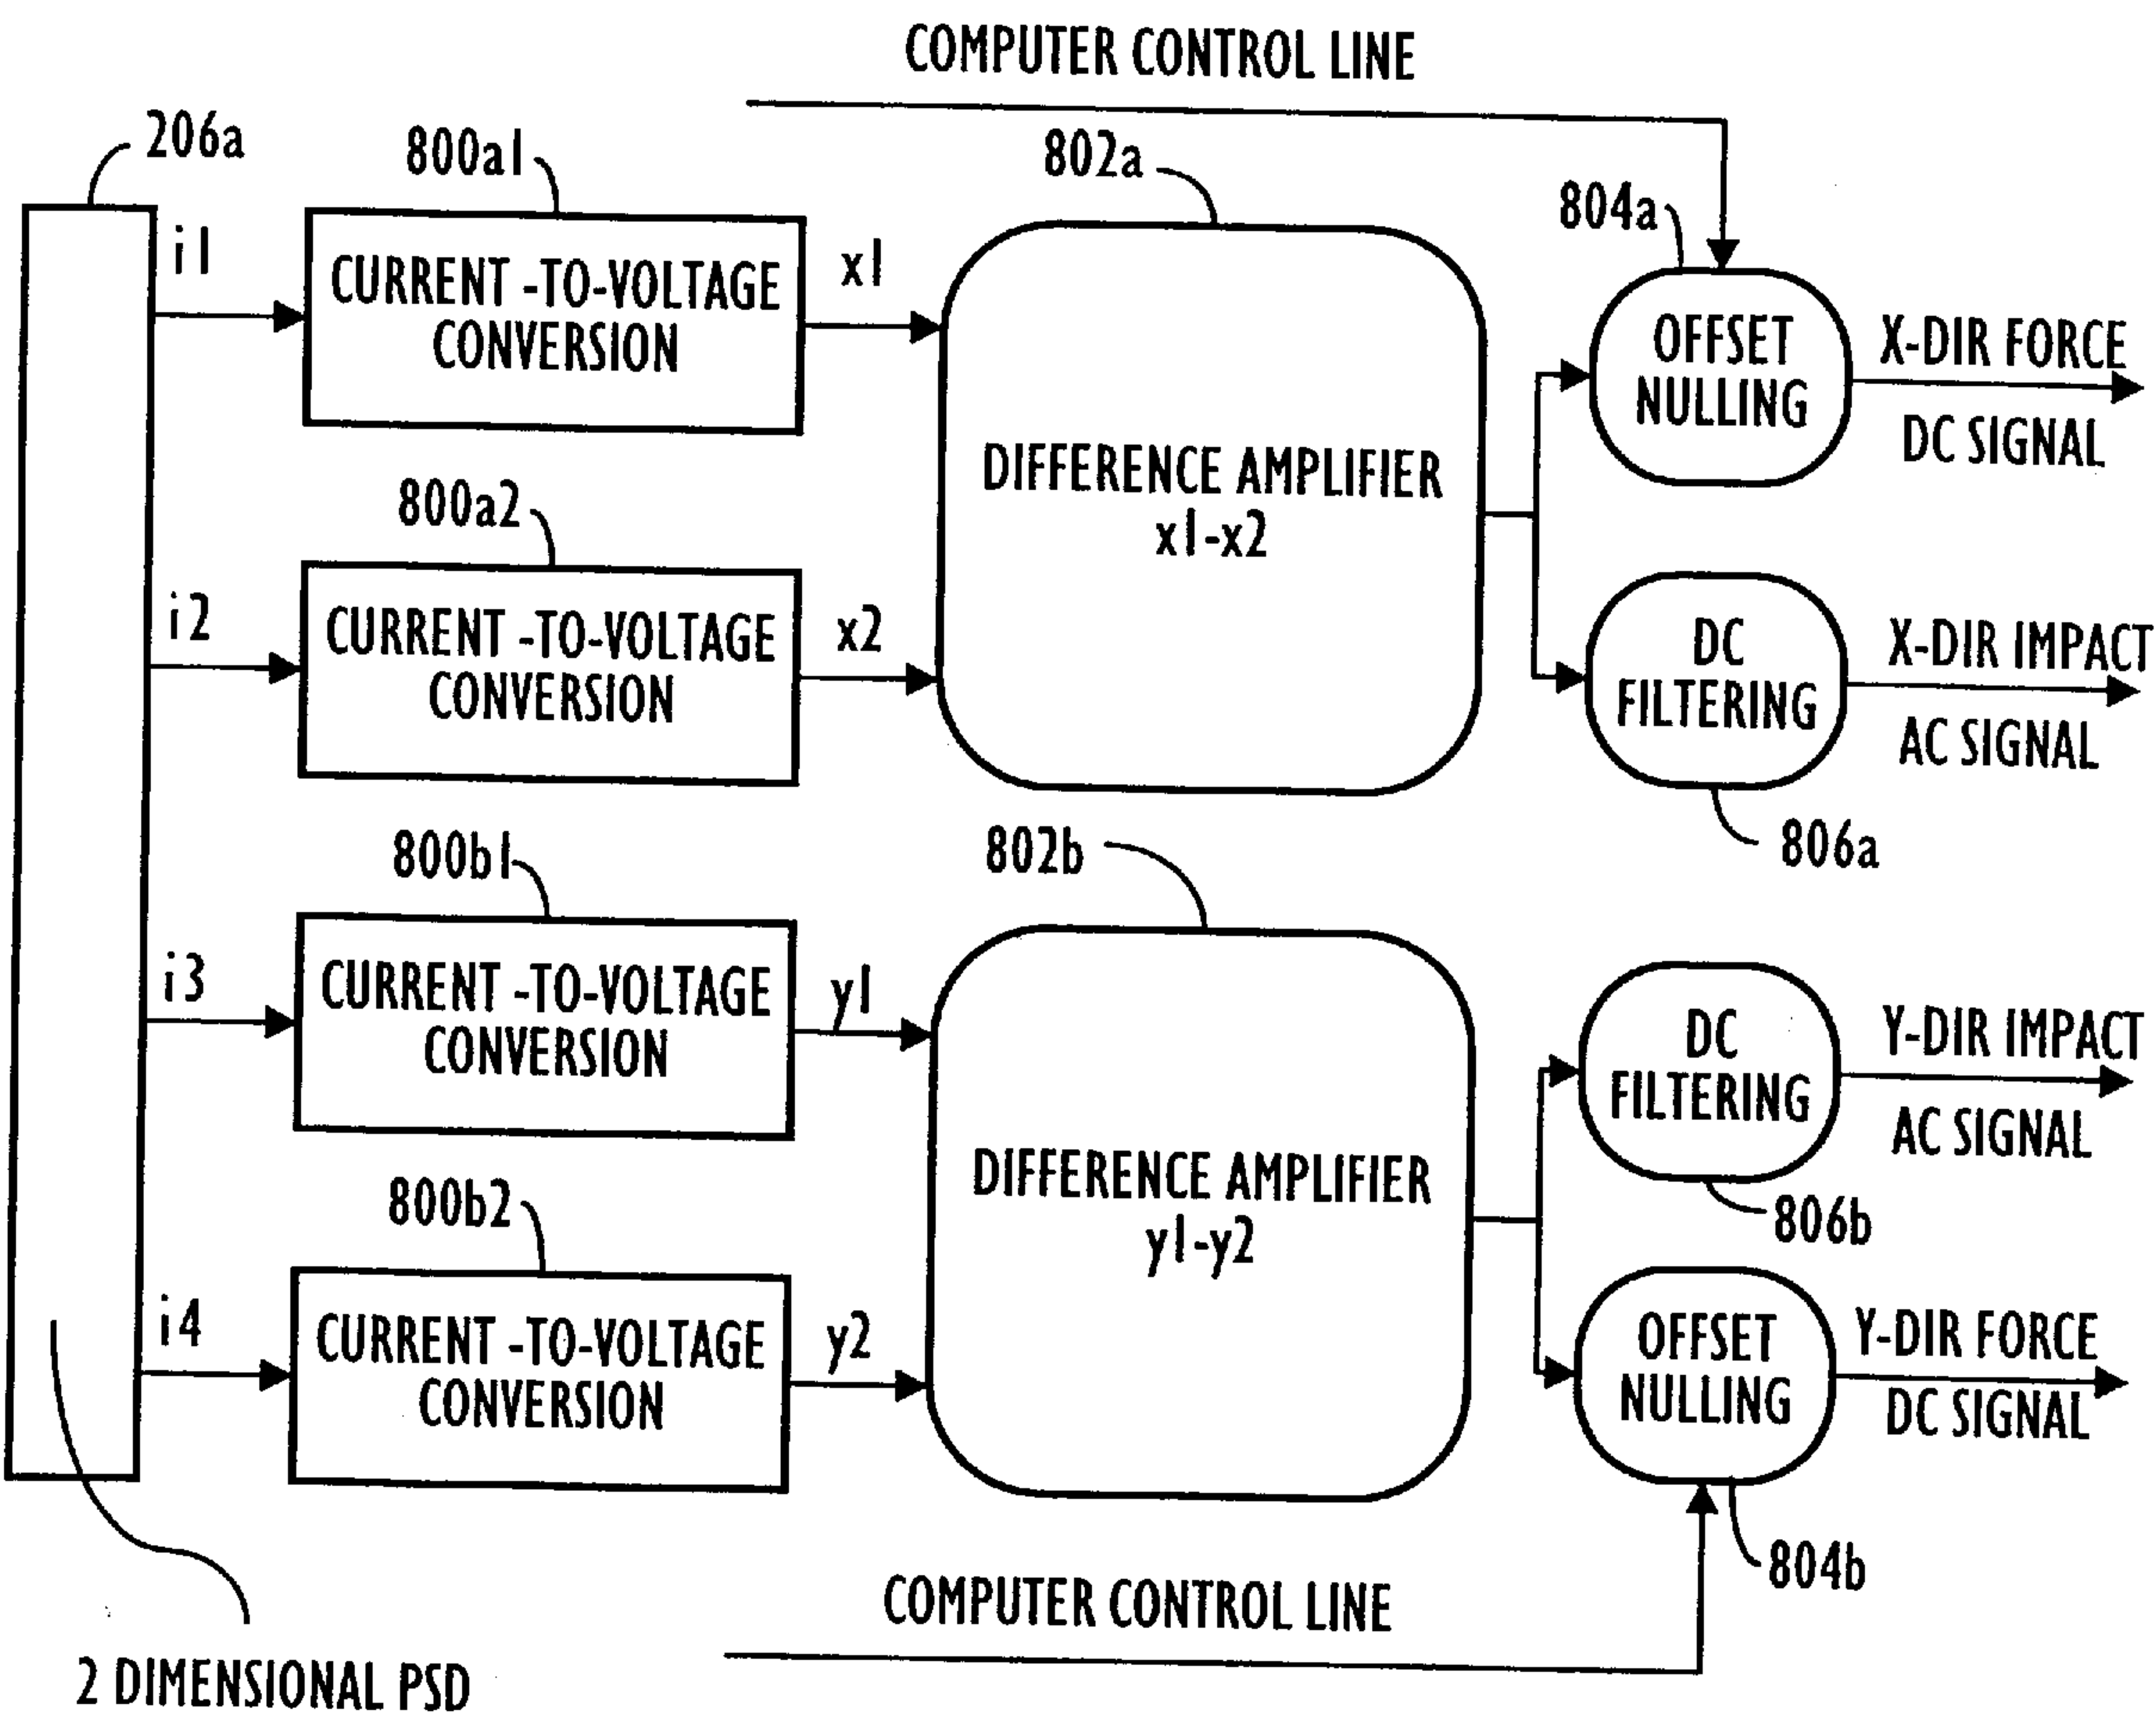 COMPUTER CONTROL LINE
206a
800a1
802a
804a
i1
CURRENT -TO-VOLTAGE
CONVERSION
x1
OFFSET
NULLING
X-DIR FORCE
DC SIGNAL
DIFFERENCE AMPLIFIER
x1-x2
800a2
i2
CURRENT -TO-VOLTAGE
CONVERSION
x2
DC
FILTERING
X-DIR IMPACT
AC SIGNAL
806a
800b1
802b
i3
CURRENT -TO-VOLTAGE
CONVERSION
y1
DC
FILTERING
Y-DIR IMPACT
AC SIGNAL
806b
DIFFERENCE AMPLIFIER
y1-y2
800b2
i4
CURRENT -TO-VOLTAGE
CONVERSION
y2
OFFSET
NULLING
Y-DIR FORCE
DC SIGNAL
804b
COMPUTER CONTROL LINE
2 DIMENSIONAL PSD